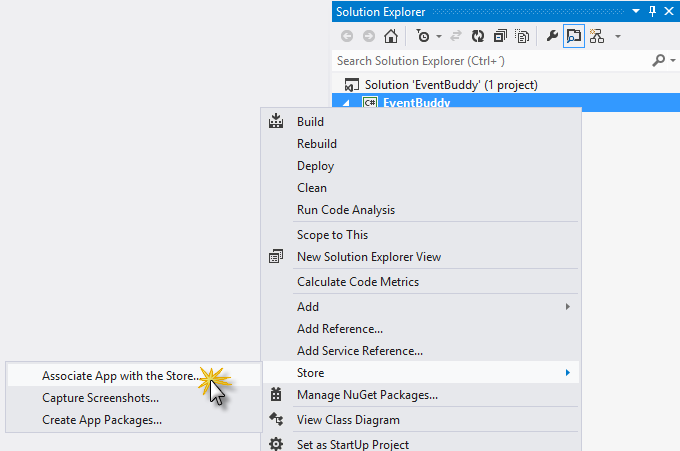 Solution Explorer
Search Solution Explorer (Ctrl+´)
Solution 'EventBuddy' (1 project)
C# EventBuddy
Build
Rebuild
Deploy
Clean
Run Code Analysis
Scope to This
New Solution Explorer View
Calculate Code Metrics
Add
Add Reference...
Add Service Reference...
Store
Associate App with the Store...
Capture Screenshots...
Create App Packages...
Manage NuGet Packages...
View Class Diagram
Set as StartUp Project